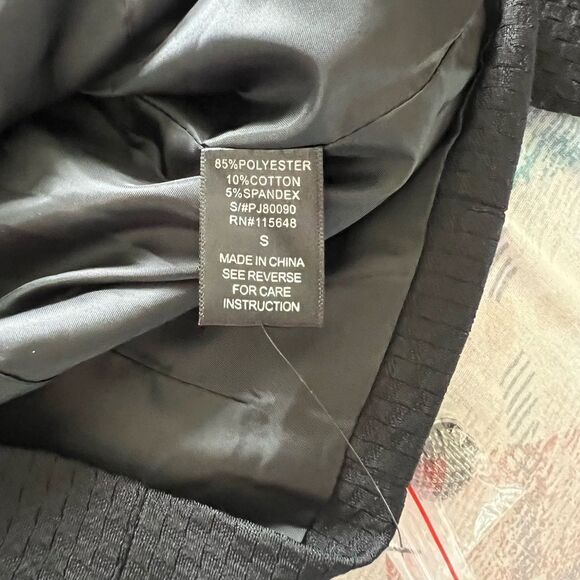 85%POLYESTER
10%COTTON
5%SPANDEX
S/#PJ80090
RN#115648
S
MADE IN CHINA
SEE REVERSE
FOR CARE
INSTRUCTION